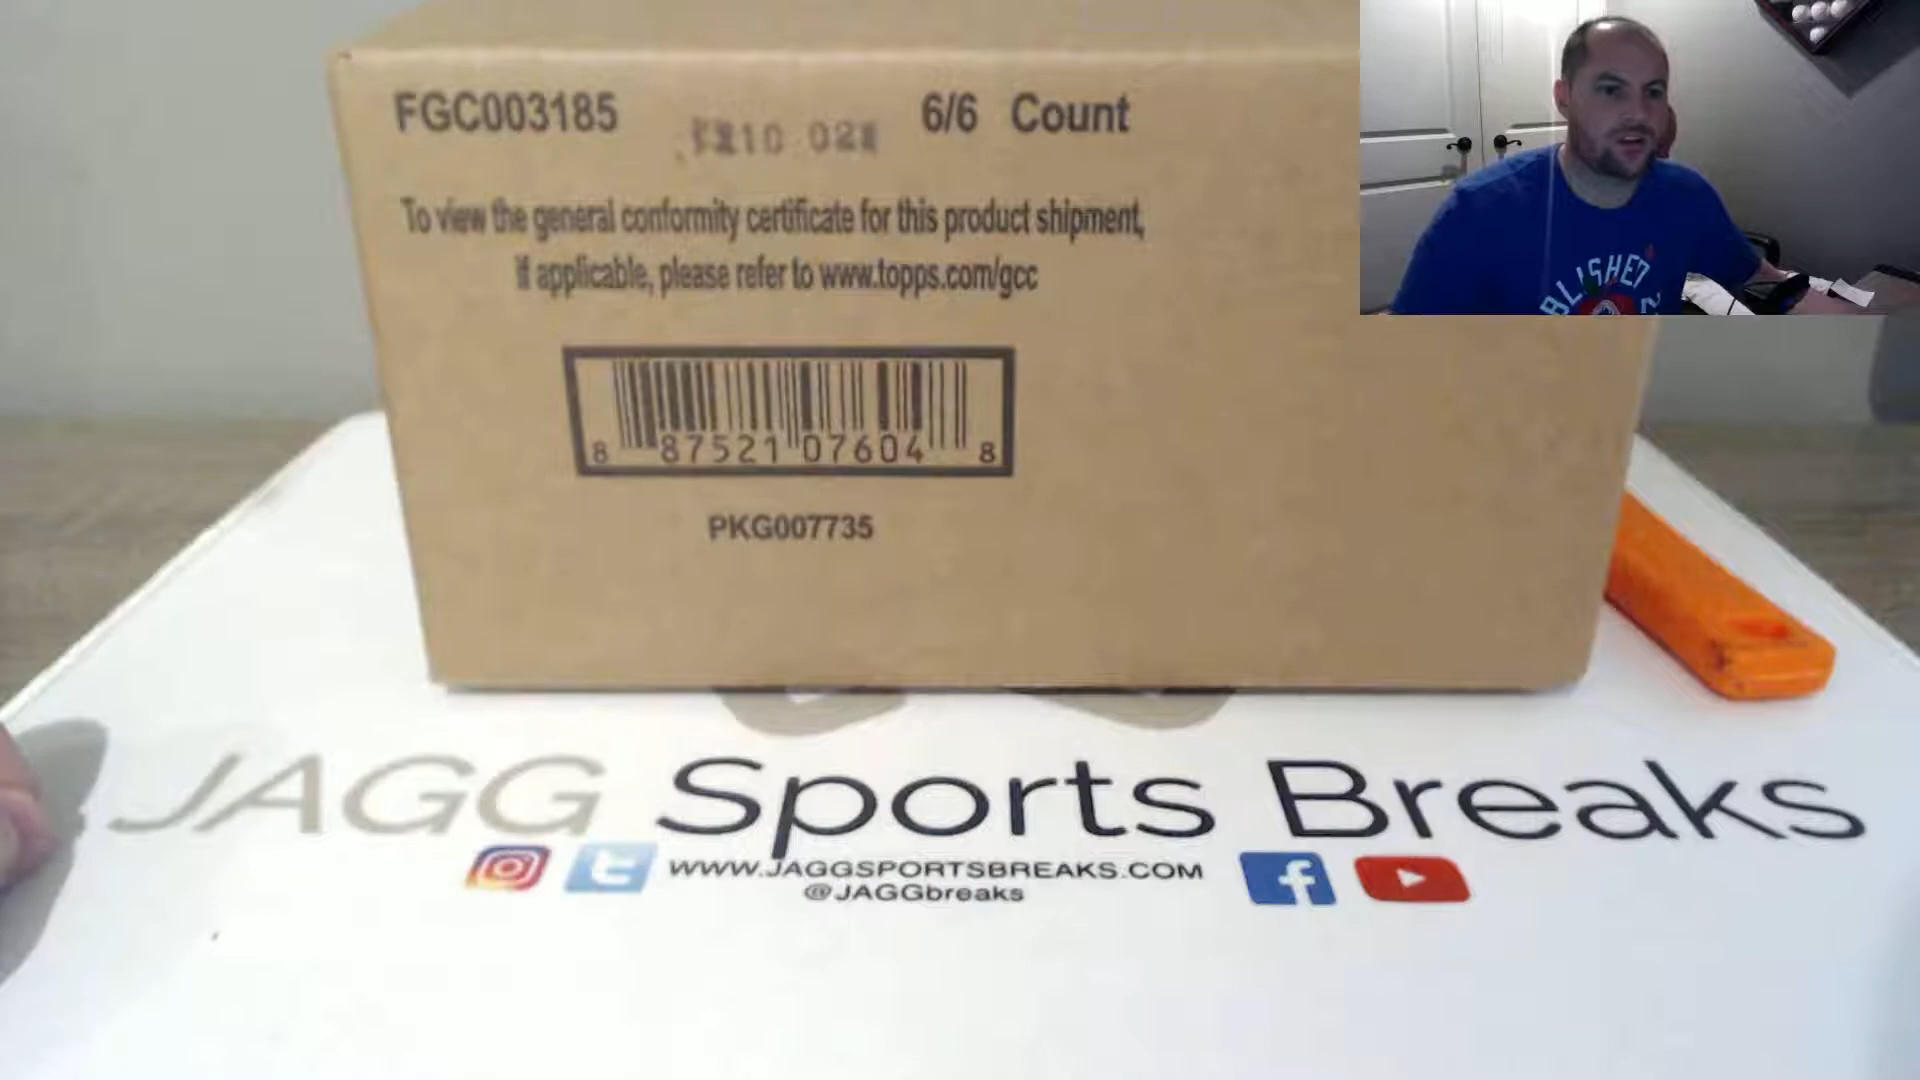 FGC003185
6/6 Count
To view the general conformity certificate for this product shipment,
if applicable, please refer to www.topps.com/gcc
8 87521 07604 8
PKG007735
JAGG Sports Breaks
WWW.JAGGSPORTSBREAKS.COM
@JAGGbreaks